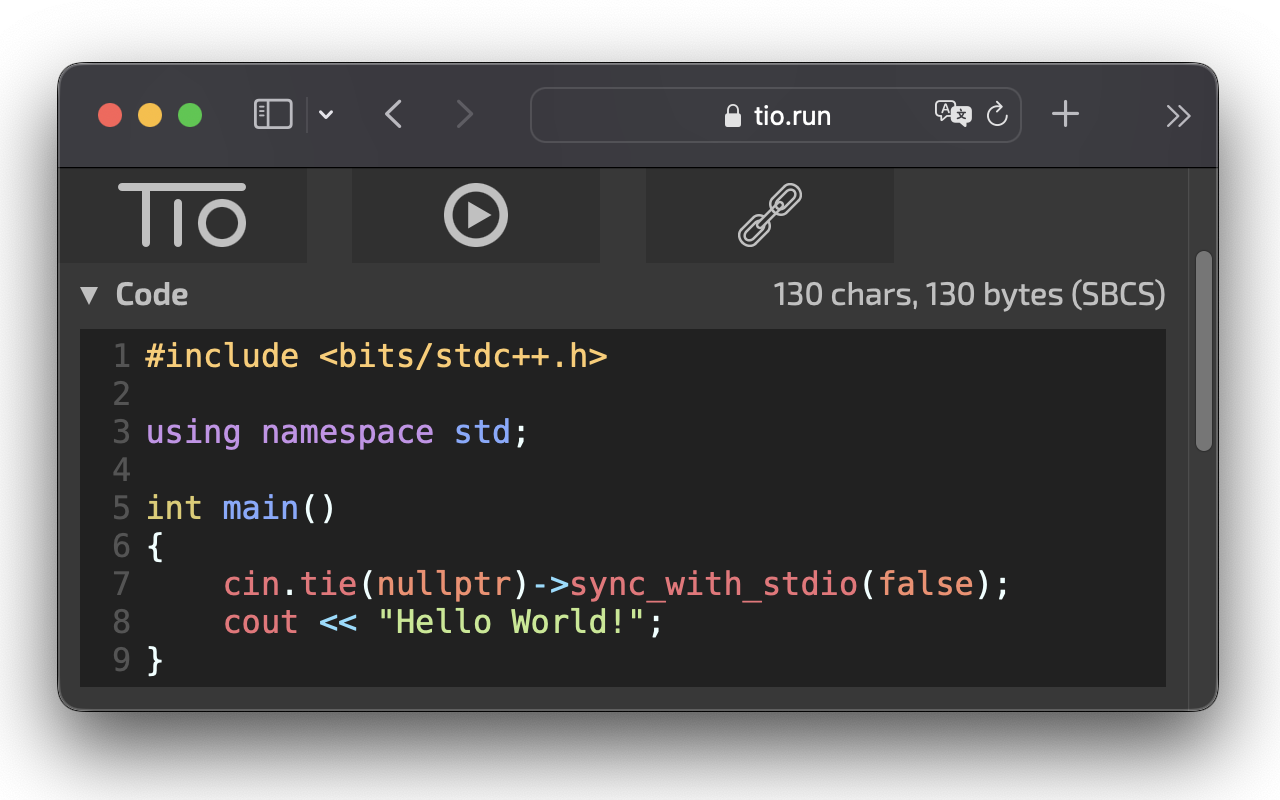 tio.run
TIO
Code
130 chars, 130 bytes (SBCS)
1 #include <bits/stdc++.h>
2
3 using namespace std;
4
5 int main()
6 {
7     cin.tie(nullptr)->sync_with_stdio(false);
8     cout << "Hello World!";
9 }